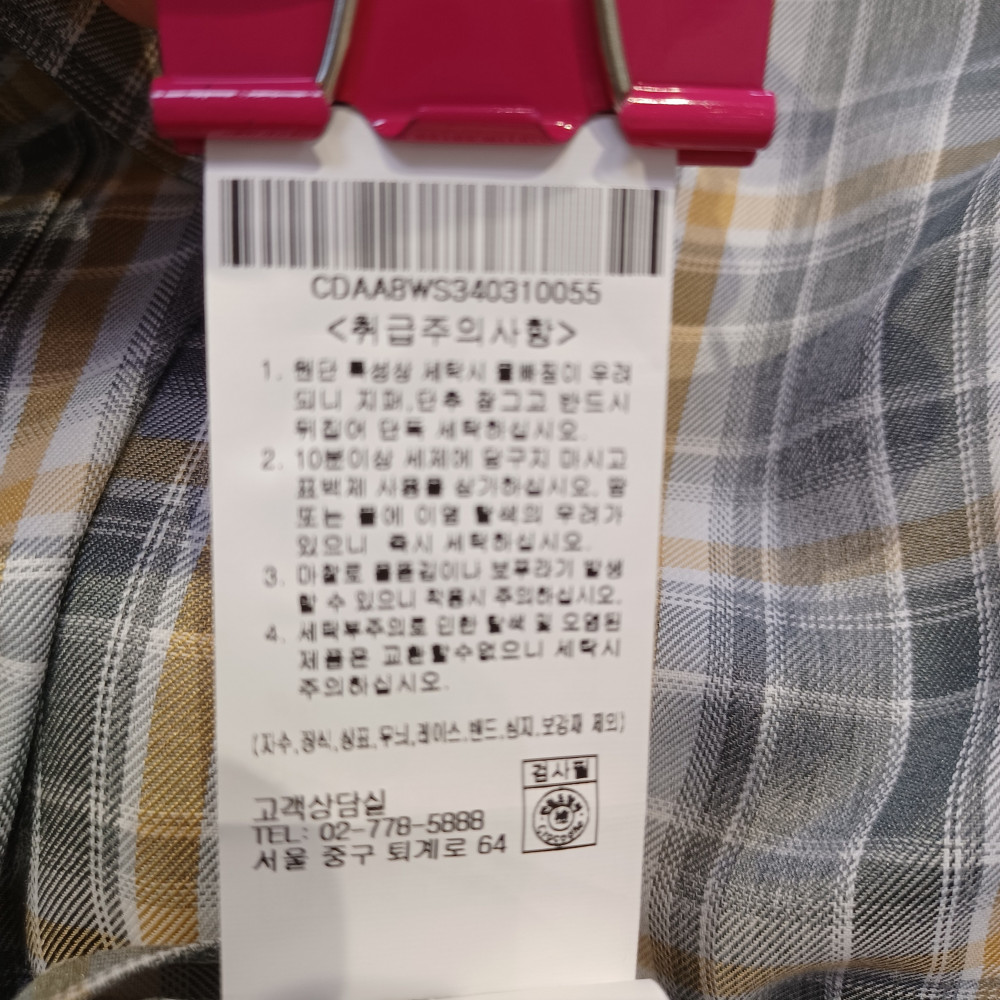 CDAA8WS340310055
<취급주의사항>
1. 원단 특성상 세탁시 물빠짐이 우려
되니 지퍼,단추 잠그고 반드시
뒤집어 단독 세탁하십시오.
2. 10분이상 세제에 담구지 마시고
표백제 사용을 삼가하십시오. 땀
또는 물에 이염 탈색의 우려가
있으니 즉시 세탁하십시오.
3. 마찰로 올뜯김이나 보푸라기 발생
할 수 있으니 착용시 주의하십시오.
4. 세탁부주의로 인한 탈색 및 오염된
제품은 교환할수없으니 세탁시
주의하십시오.
(자수,장식,상표,무늬,레이스,밴드,심지,보강재 제외)
검사필
고객상담실
TEL: 02-778-5888
서울 중구 퇴계로 64